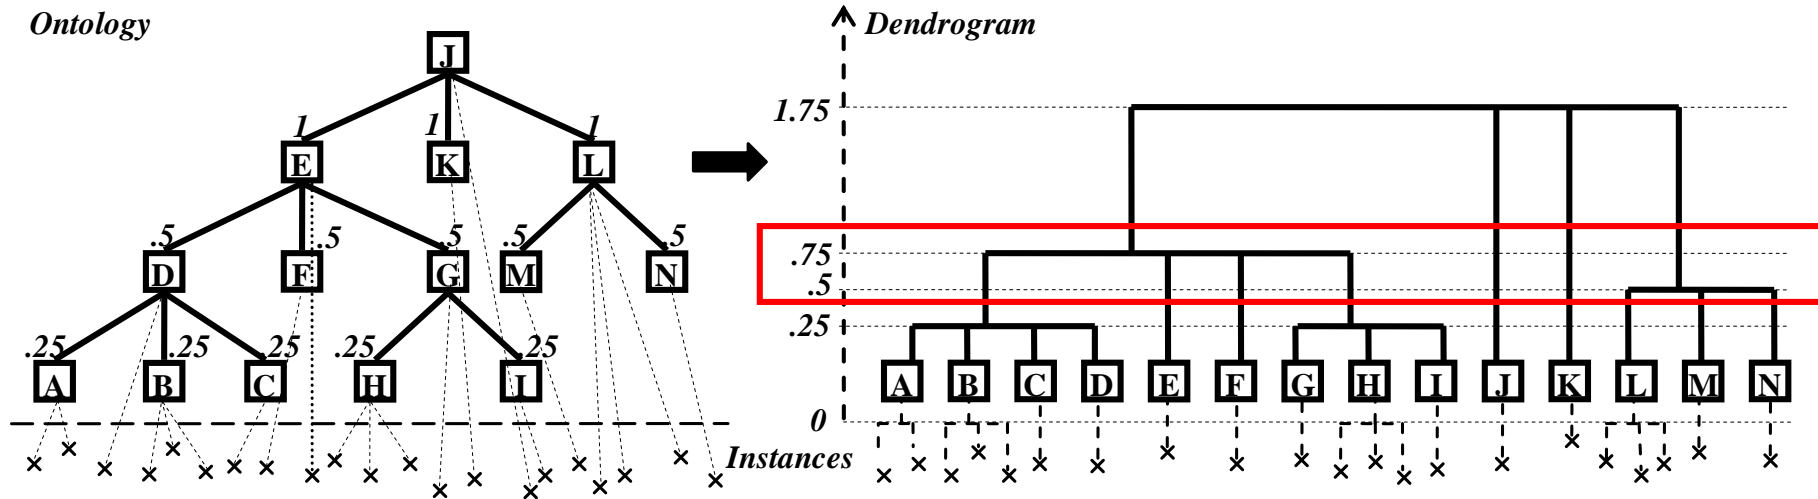 Ontology
J
1 1 1
E K L
.5 .5 .5 .5 .5
D F G M N
.25 .25 .25 .25 .25
A B C H I
Dendrogram
1.75
.75
.5
.25
A B C D E F G H I J K L M N
0
Instances